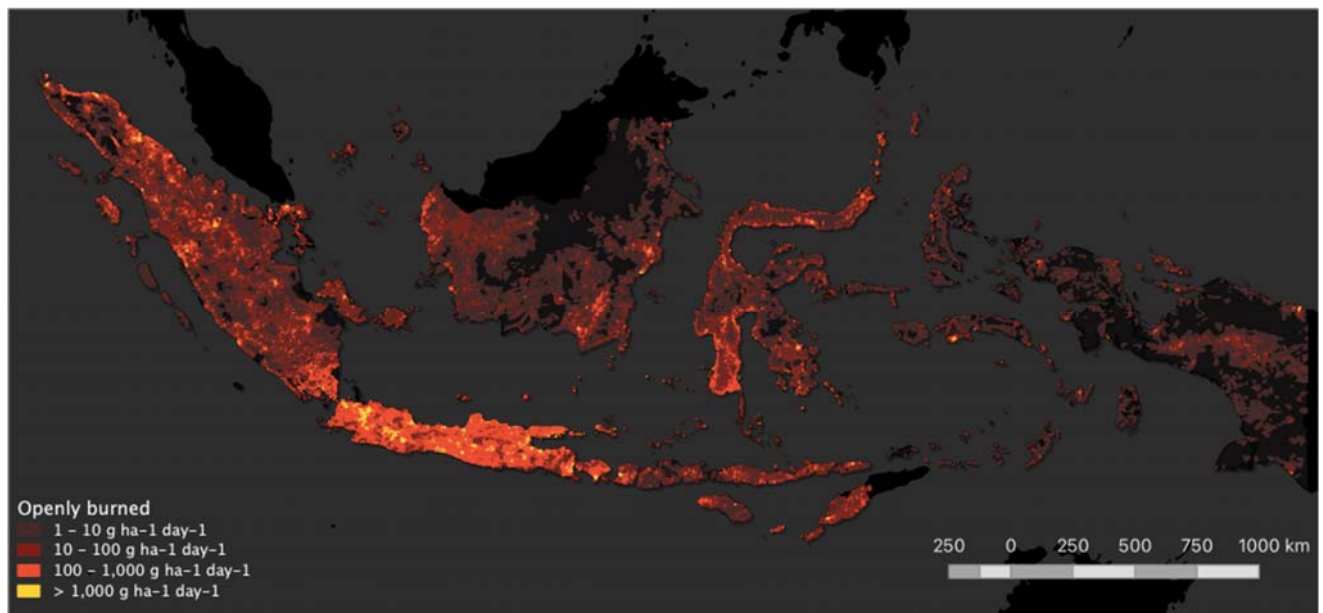 Openly burned
1 – 10 g ha-1 day-1
10 – 100 g ha-1 day-1
100 – 1,000 g ha-1 day-1
> 1,000 g ha-1 day-1
250 0 250 500 750 1000 km